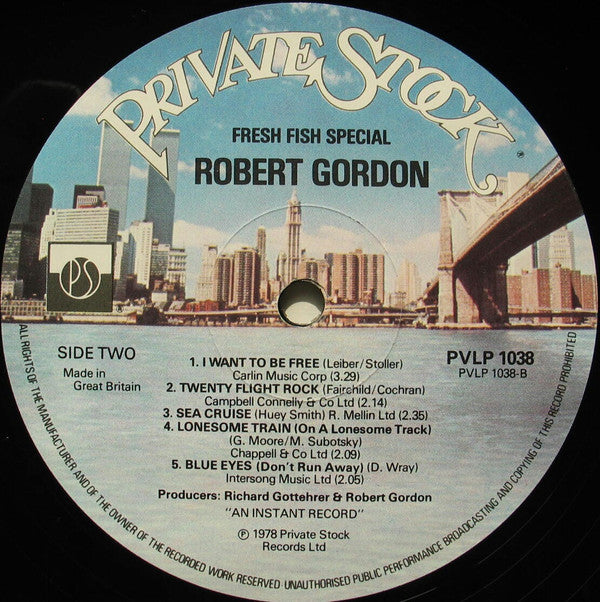 PRIVATE STOCK
FRESH FISH SPECIAL
ROBERT GORDON
PS
SIDE TWO
Made in
Great Britain
PVLP 1038
PVLP 1038-B
1. I WANT TO BE FREE (Leiber/Stoller)
Carlin Music Corp (3.29)
2. TWENTY FLIGHT ROCK (Fairchild/Cochran)
Campbell Connelly & Co Ltd (2.14)
3. SEA CRUISE (Huey Smith) R. Mellin Ltd (2.35)
4. LONESOME TRAIN (On A Lonesome Track)
(G. Moore/M. Subotsky)
Chappell & Co Ltd (2.09)
5. BLUE EYES (Don't Run Away) (D. Wray)
Intersong Music Ltd (2.05)
Producers: Richard Gottehrer & Robert Gordon
"AN INSTANT RECORD"
℗ 1978 Private Stock
Records Ltd
ALL RIGHTS OF THE MANUFACTURER AND OF THE OWNER OF THE RECORDED WORK RESERVED·UNAUTHORISED PUBLIC PERFORMANCE BROADCASTING AND COPYING OF THIS RECORD PROHIBITED